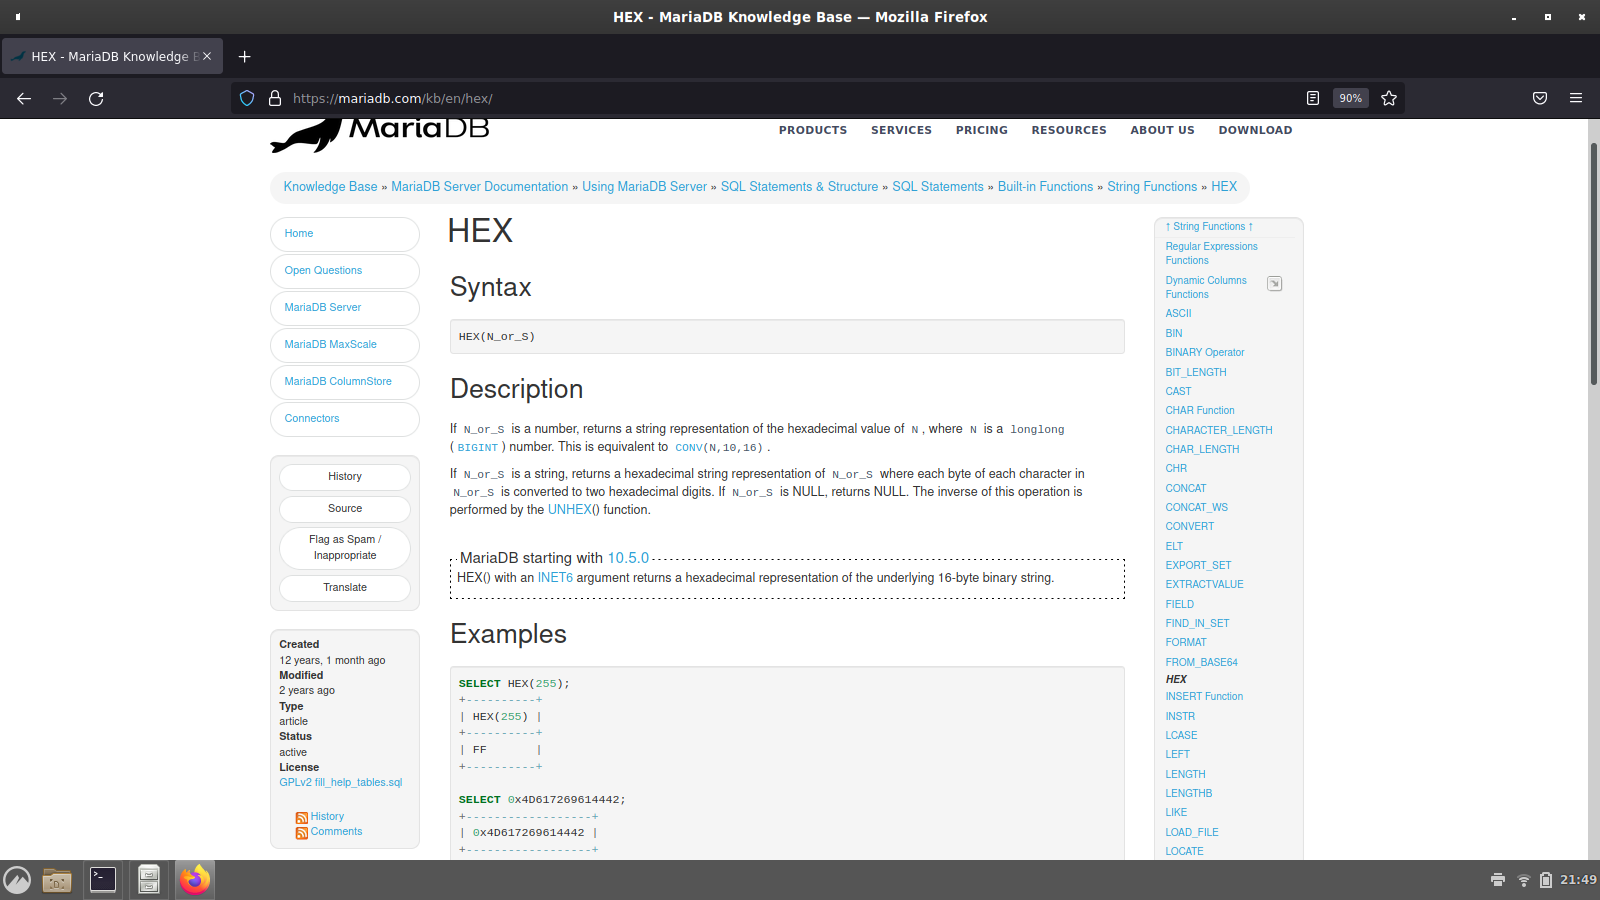 HEX - MariaDB Knowledge Base — Mozilla Firefox
HEX - MariaDB Knowledge B
https://mariadb.com/kb/en/hex/
90%
MariaDB
PRODUCTS SERVICES PRICING RESOURCES ABOUT US DOWNLOAD
Knowledge Base » MariaDB Server Documentation » Using MariaDB Server » SQL Statements & Structure » SQL Statements » Built-in Functions » String Functions » HEX
Home
Open Questions
MariaDB Server
MariaDB MaxScale
MariaDB ColumnStore
Connectors
History
Source
Flag as Spam /
Inappropriate
Translate
Created
12 years, 1 month ago
Modified
2 years ago
Type
article
Status
active
License
GPLv2 fill_help_tables.sql
History
Comments
HEX
Syntax
HEX(N_or_S)
Description
If N_or_S is a number, returns a string representation of the hexadecimal value of N , where N is a longlong
( BIGINT ) number. This is equivalent to CONV(N,10,16) .
If N_or_S is a string, returns a hexadecimal string representation of N_or_S where each byte of each character in
N_or_S is converted to two hexadecimal digits. If N_or_S is NULL, returns NULL. The inverse of this operation is
performed by the UNHEX() function.
MariaDB starting with 10.5.0
HEX() with an INET6 argument returns a hexadecimal representation of the underlying 16-byte binary string.
Examples
SELECT HEX(255);
+----------+
| HEX(255) |
+----------+
| FF       |
+----------+
SELECT 0x4D617269614442;
+------------------+
| 0x4D617269614442 |
+------------------+
↑ String Functions ↑
Regular Expressions
Functions
Dynamic Columns
Functions
ASCII
BIN
BINARY Operator
BIT_LENGTH
CAST
CHAR Function
CHARACTER_LENGTH
CHAR_LENGTH
CHR
CONCAT
CONCAT_WS
CONVERT
ELT
EXPORT_SET
EXTRACTVALUE
FIELD
FIND_IN_SET
FORMAT
FROM_BASE64
HEX
INSERT Function
INSTR
LCASE
LEFT
LENGTH
LENGTHB
LIKE
LOAD_FILE
LOCATE
21:49